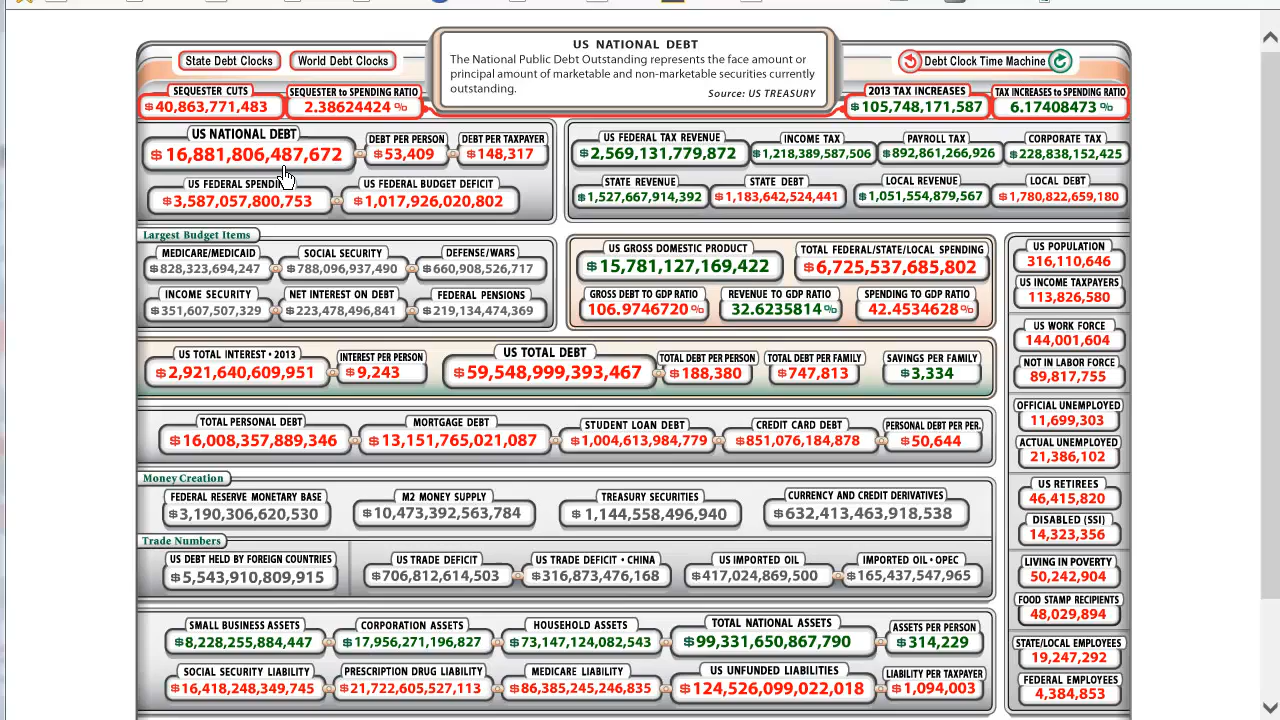 US NATIONAL DEBT
The National Public Debt Outstanding represents the face amount or
principal amount of marketable and non-marketable securities currently
outstanding.
Source: US TREASURY
State Debt Clocks
World Debt Clocks
Debt Clock Time Machine
SEQUESTER CUTS
$40,863,771,483
SEQUESTER to SPENDING RATIO
2.38624424 %
2013 TAX INCREASES
$105,748,171,587
TAX INCREASES to SPENDING RATIO
6.17408473 %
US NATIONAL DEBT
$16,881,806,487,672
DEBT PER PERSON
$53,409
DEBT PER TAXPAYER
$148,317
US FEDERAL SPENDING
$3,587,057,800,753
US FEDERAL BUDGET DEFICIT
$1,017,926,020,802
US FEDERAL TAX REVENUE
$2,569,131,779,872
INCOME TAX
$1,218,389,587,506
PAYROLL TAX
$892,861,266,926
CORPORATE TAX
$228,838,152,425
STATE REVENUE
$1,527,667,914,392
STATE DEBT
$1,183,642,524,441
LOCAL REVENUE
$1,051,554,879,567
LOCAL DEBT
$1,780,822,659,180
Largest Budget Items
MEDICARE/MEDICAID
$828,323,694,247
SOCIAL SECURITY
$788,096,937,490
DEFENSE/WARS
$660,908,526,717
INCOME SECURITY
$351,607,507,329
NET INTEREST ON DEBT
$223,478,496,841
FEDERAL PENSIONS
$219,134,474,369
US GROSS DOMESTIC PRODUCT
$15,781,127,169,422
TOTAL FEDERAL/STATE/LOCAL SPENDING
$6,725,537,685,802
GROSS DEBT TO GDP RATIO
106.9746720 %
REVENUE TO GDP RATIO
32.6235814 %
SPENDING TO GDP RATIO
42.4534628 %
US TOTAL INTEREST • 2013
$2,921,640,609,951
INTEREST PER PERSON
$9,243
US TOTAL DEBT
$59,548,999,393,467
TOTAL DEBT PER PERSON
$188,380
TOTAL DEBT PER FAMILY
$747,813
SAVINGS PER FAMILY
$3,334
TOTAL PERSONAL DEBT
$16,008,357,889,346
MORTGAGE DEBT
$13,151,765,021,087
STUDENT LOAN DEBT
$1,004,613,984,779
CREDIT CARD DEBT
$851,076,184,878
PERSONAL DEBT PER PER.
$50,644
Money Creation
FEDERAL RESERVE MONETARY BASE
$3,190,306,620,530
M2 MONEY SUPPLY
$10,473,392,563,784
TREASURY SECURITIES
$1,144,558,496,940
CURRENCY AND CREDIT DERIVATIVES
$632,413,463,918,538
Trade Numbers
US DEBT HELD BY FOREIGN COUNTRIES
$5,543,910,809,915
US TRADE DEFICIT
$706,812,614,503
US TRADE DEFICIT • CHINA
$316,873,476,168
US IMPORTED OIL
$417,024,869,500
IMPORTED OIL • OPEC
$165,437,547,965
SMALL BUSINESS ASSETS
$8,228,255,884,447
CORPORATION ASSETS
$17,956,271,196,827
HOUSEHOLD ASSETS
$73,147,124,082,543
TOTAL NATIONAL ASSETS
$99,331,650,867,790
ASSETS PER PERSON
$314,229
SOCIAL SECURITY LIABILITY
$16,418,248,349,745
PRESCRIPTION DRUG LIABILITY
$21,722,605,527,113
MEDICARE LIABILITY
$86,385,245,246,835
US UNFUNDED LIABILITIES
$124,526,099,022,018
LIABILITY PER TAXPAYER
$1,094,003
US POPULATION
316,110,646
US INCOME TAXPAYERS
113,826,580
US WORK FORCE
144,001,604
NOT IN LABOR FORCE
89,817,755
OFFICIAL UNEMPLOYED
11,699,303
ACTUAL UNEMPLOYED
21,386,102
US RETIREES
46,415,820
DISABLED (SSI)
14,323,356
LIVING IN POVERTY
50,242,904
FOOD STAMP RECIPIENTS
48,029,894
STATE/LOCAL EMPLOYEES
19,247,292
FEDERAL EMPLOYEES
4,384,853